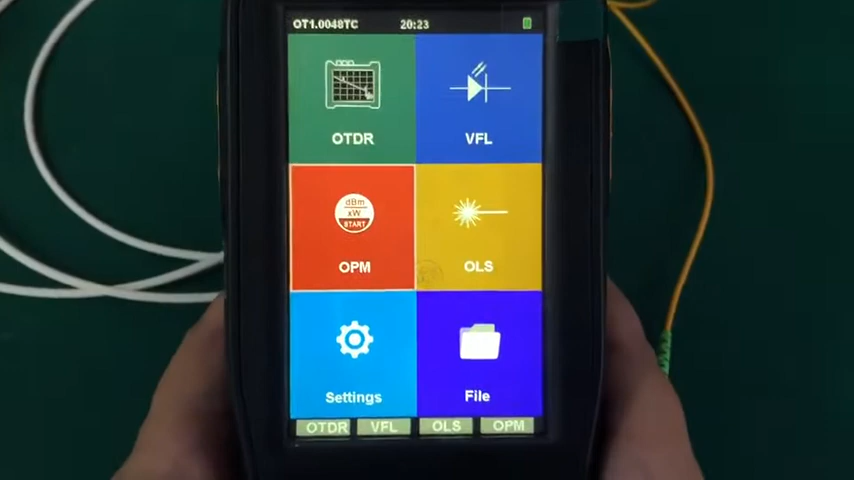 OT1.0048TC 20:23
OTDR VFL
dBm
xW
START
OPM OLS
Settings File
OTDR VFL OLS OPM